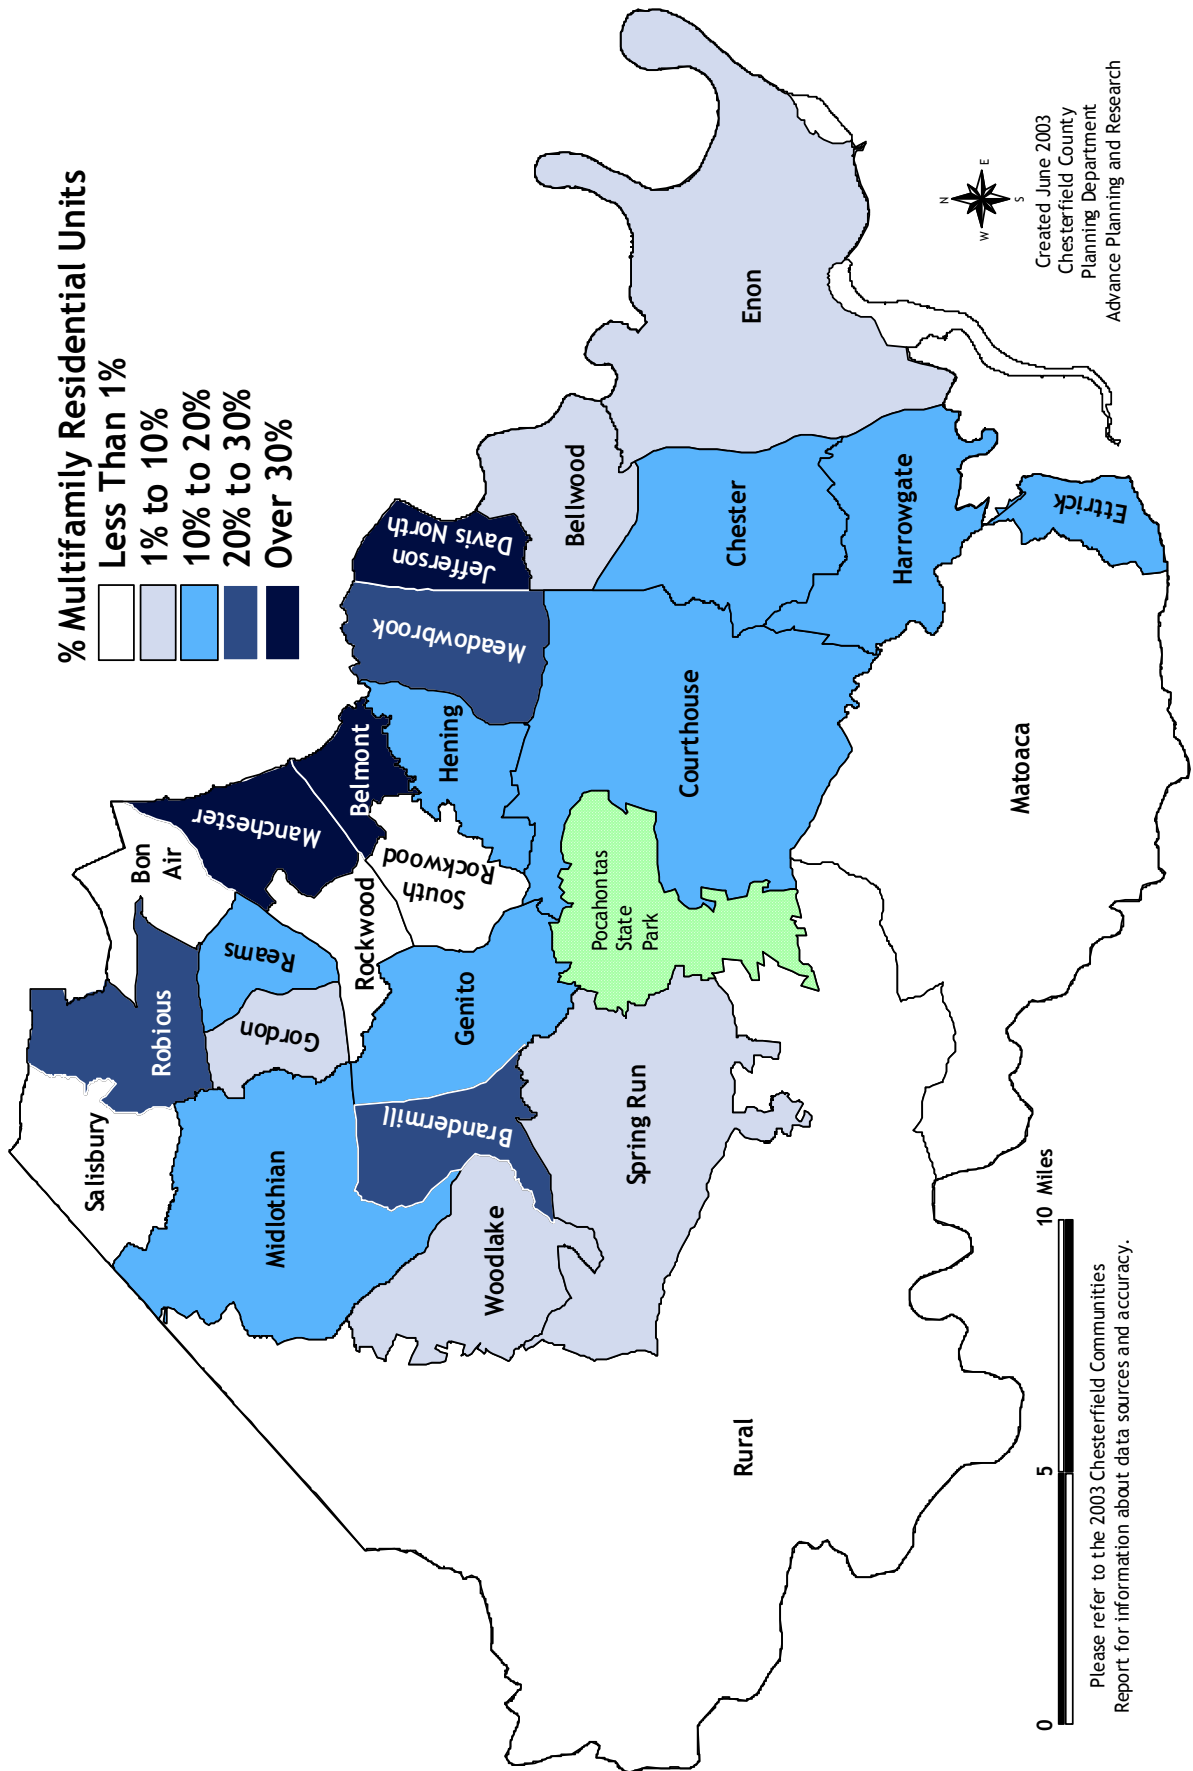 % Multifamily Residential Units
Less Than 1%
1% to 10%
10% to 20%
20% to 30%
Over 30%
Salisbury
Robious
Bon
Air
Manchester
Reams
Gordon
Midlothian
Rockwood
South
Rockwood
Belmont
Hening
Meadowbrook
Jefferson
Davis North
Bellwood
Enon
Chester
Harrowgate
Ettrick
Courthouse
Genito
Brandermill
Woodlake
Spring Run
Pocahontas
State
Park
Matoaca
Rural
N
E
S
W
Created June 2003
Chesterfield County
Planning Department
Advance Planning and Research
0
5
10 Miles
Please refer to the 2003 Chesterfield Communities
Report for information about data sources and accuracy.